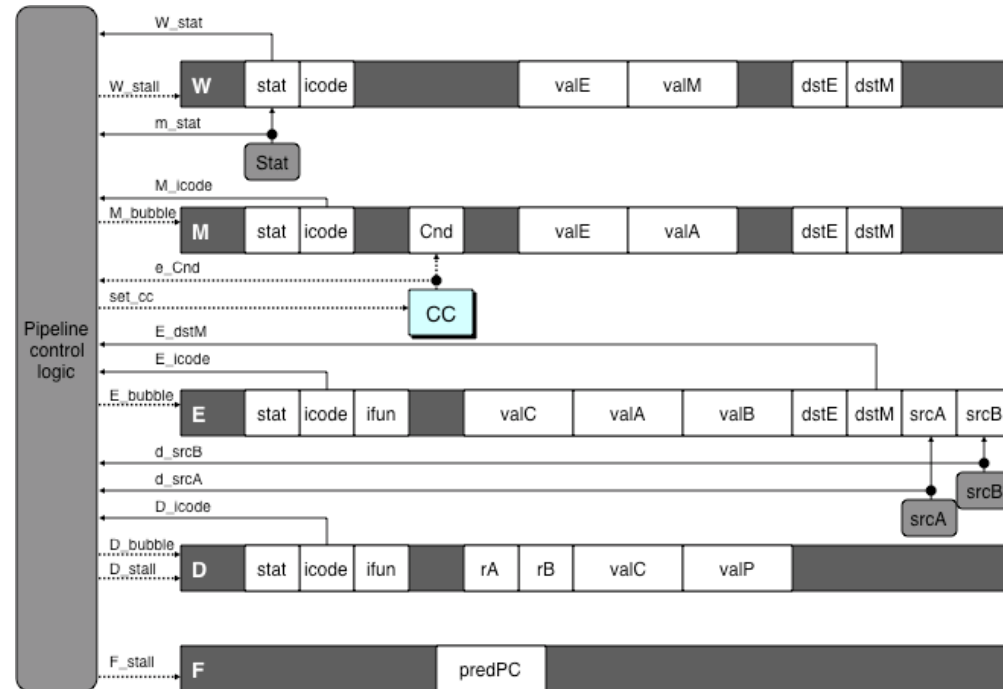 W_stat
W_stall
W stat icode valE valM dstE dstM
m_stat
Stat
M_icode
M_bubble
M stat icode Cnd valE valA dstE dstM
e_Cnd
set_cc
CC
Pipeline
control
logic
E_dstM
E_icode
E_bubble
E stat icode ifun valC valA valB dstE dstM srcA srcB
d_srcB
srcB
d_srcA
srcA
D_icode
D_bubble
D_stall
D stat icode ifun rA rB valC valP
F_stall
F predPC